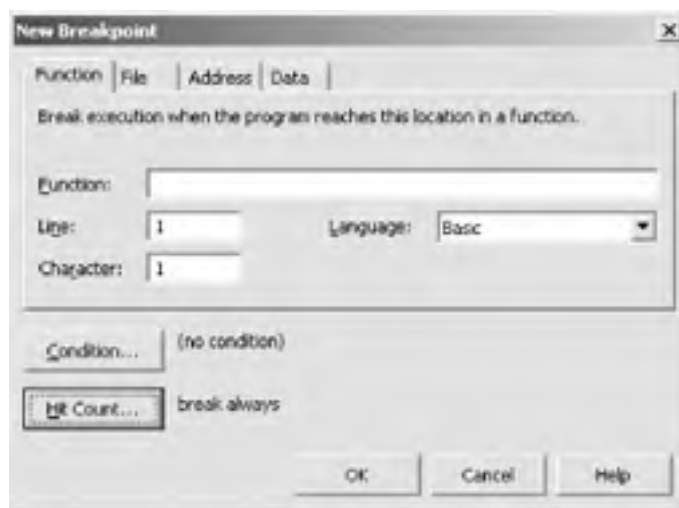 New Breakpoint
Function File Address Data
Break execution when the program reaches this location in a function.
Function:
Line: 1 Language: Basic
Character: 1
Condition... (no condition)
Hit Count... break always
OK Cancel Help